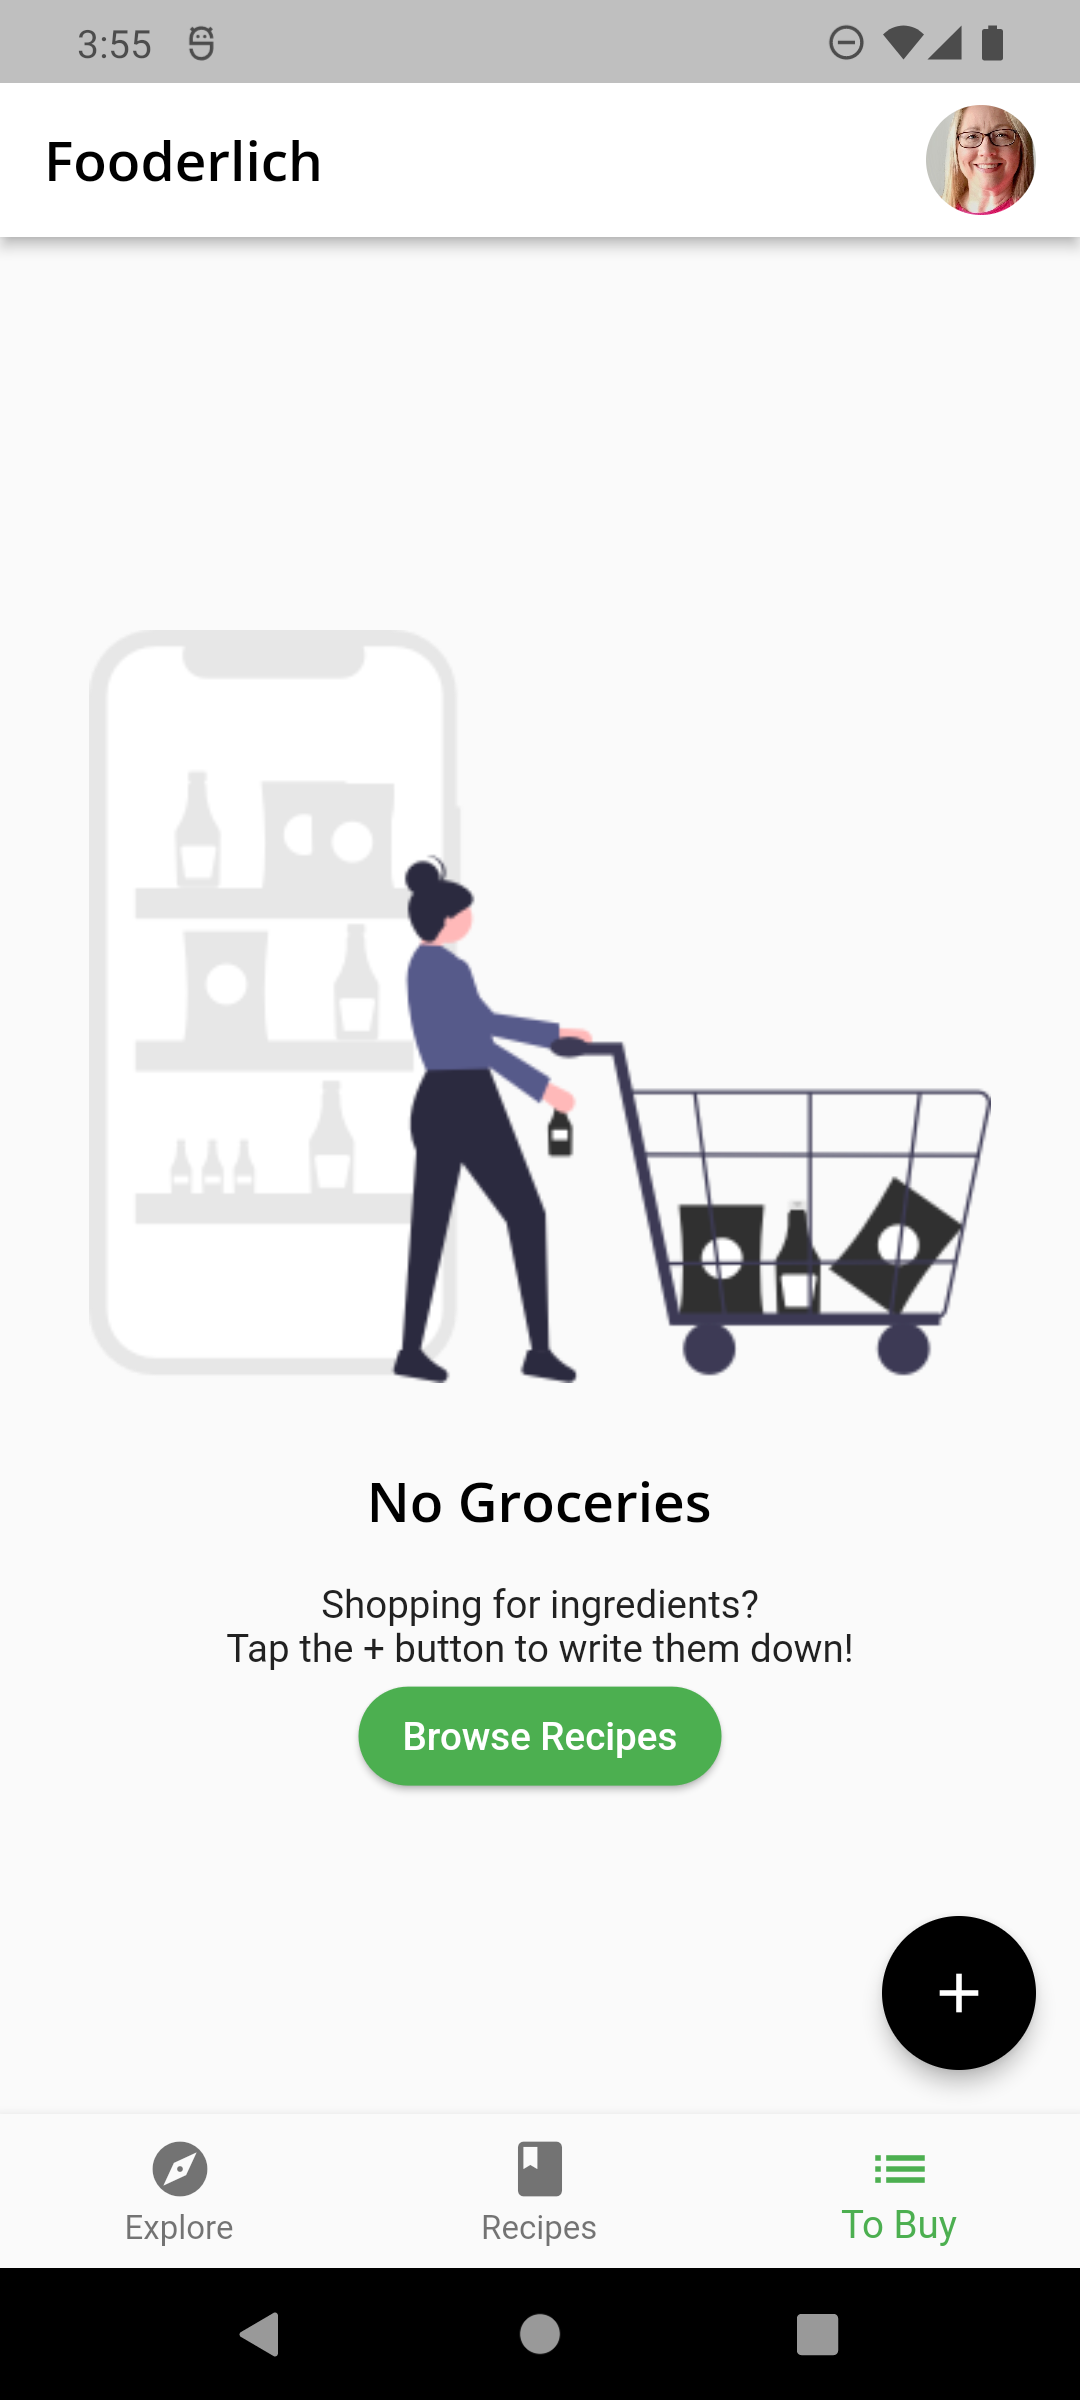 3:55
Fooderlich
No Groceries
Shopping for ingredients?
Tap the + button to write them down!
Browse Recipes
Explore
Recipes
To Buy